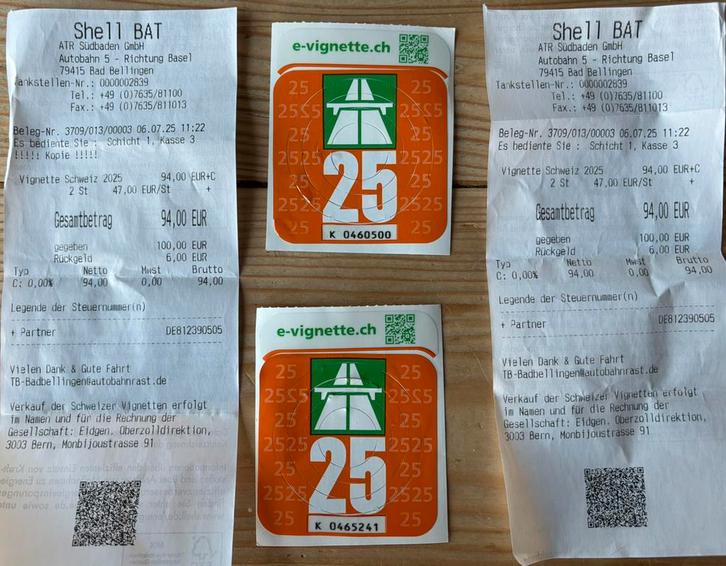 Shell BAT
ATR Südbaden GmbH
Autobahn 5 - Richtung Basel
79415 Bad Bellingen
Tankstellen-Nr.: 0000002839
Tel.: +49 (0)7635/81100
Fax.: +49 (0)7635/811013
Beleg-Nr. 3709/013/00003 06.07.25 11:22
Es bediente Sie : Schicht 1, Kasse 3
!!!!! Kopie !!!!!
Vignette Schweiz 2025 94,00 EUR+C
2 St 47,00 EUR/St +
Gesamtbetrag 94,00 EUR
gegeben 100,00 EUR
Rückgeld 6,00 EUR
Typ Netto Mwst Brutto
C: 0,00% 94,00 0,00 94,00
Legende der Steuernummer(n)
+ Partner DE812390505
Vielen Dank & Gute Fahrt
TB-Badbellingen@autobahnrast.de
Verkauf der Schweizer Vignetten erfolgt
im Namen und für die Rechnung der
Gesellschaft: Eidgen. Oberzolldirektion,
3003 Bern, Monbijoustrasse 91
e-vignette.ch
25
K 0460500
e-vignette.ch
25
K 0465241
Shell BAT
ATR Südbaden GmbH
Autobahn 5 - Richtung Basel
79415 Bad Bellingen
Tankstellen-Nr.: 0000002839
Tel.: +49 (0)7635/81100
Fax.: +49 (0)7635/811013
Beleg-Nr. 3709/013/00003 06.07.25 11:22
Es bediente Sie : Schicht 1, Kasse 3
Vignette Schweiz 2025 94,00 EUR+C
2 St 47,00 EUR/St +
Gesamtbetrag 94,00 EUR
gegeben 100,00 EUR
Rückgeld 6,00 EUR
Typ Netto Mwst Brutto
C: 0,00% 94,00 0,00 94,00
Legende der Steuernummer(n)
+ Partner DE812390505
Vielen Dank & Gute Fahrt
TB-Badbellingen@autobahnrast.de
Verkauf der Schweizer Vignetten erfolgt
im Namen und für die Rechnung der
Gesellschaft: Eidgen. Oberzolldirektion,
3003 Bern, Monbijoustrasse 91